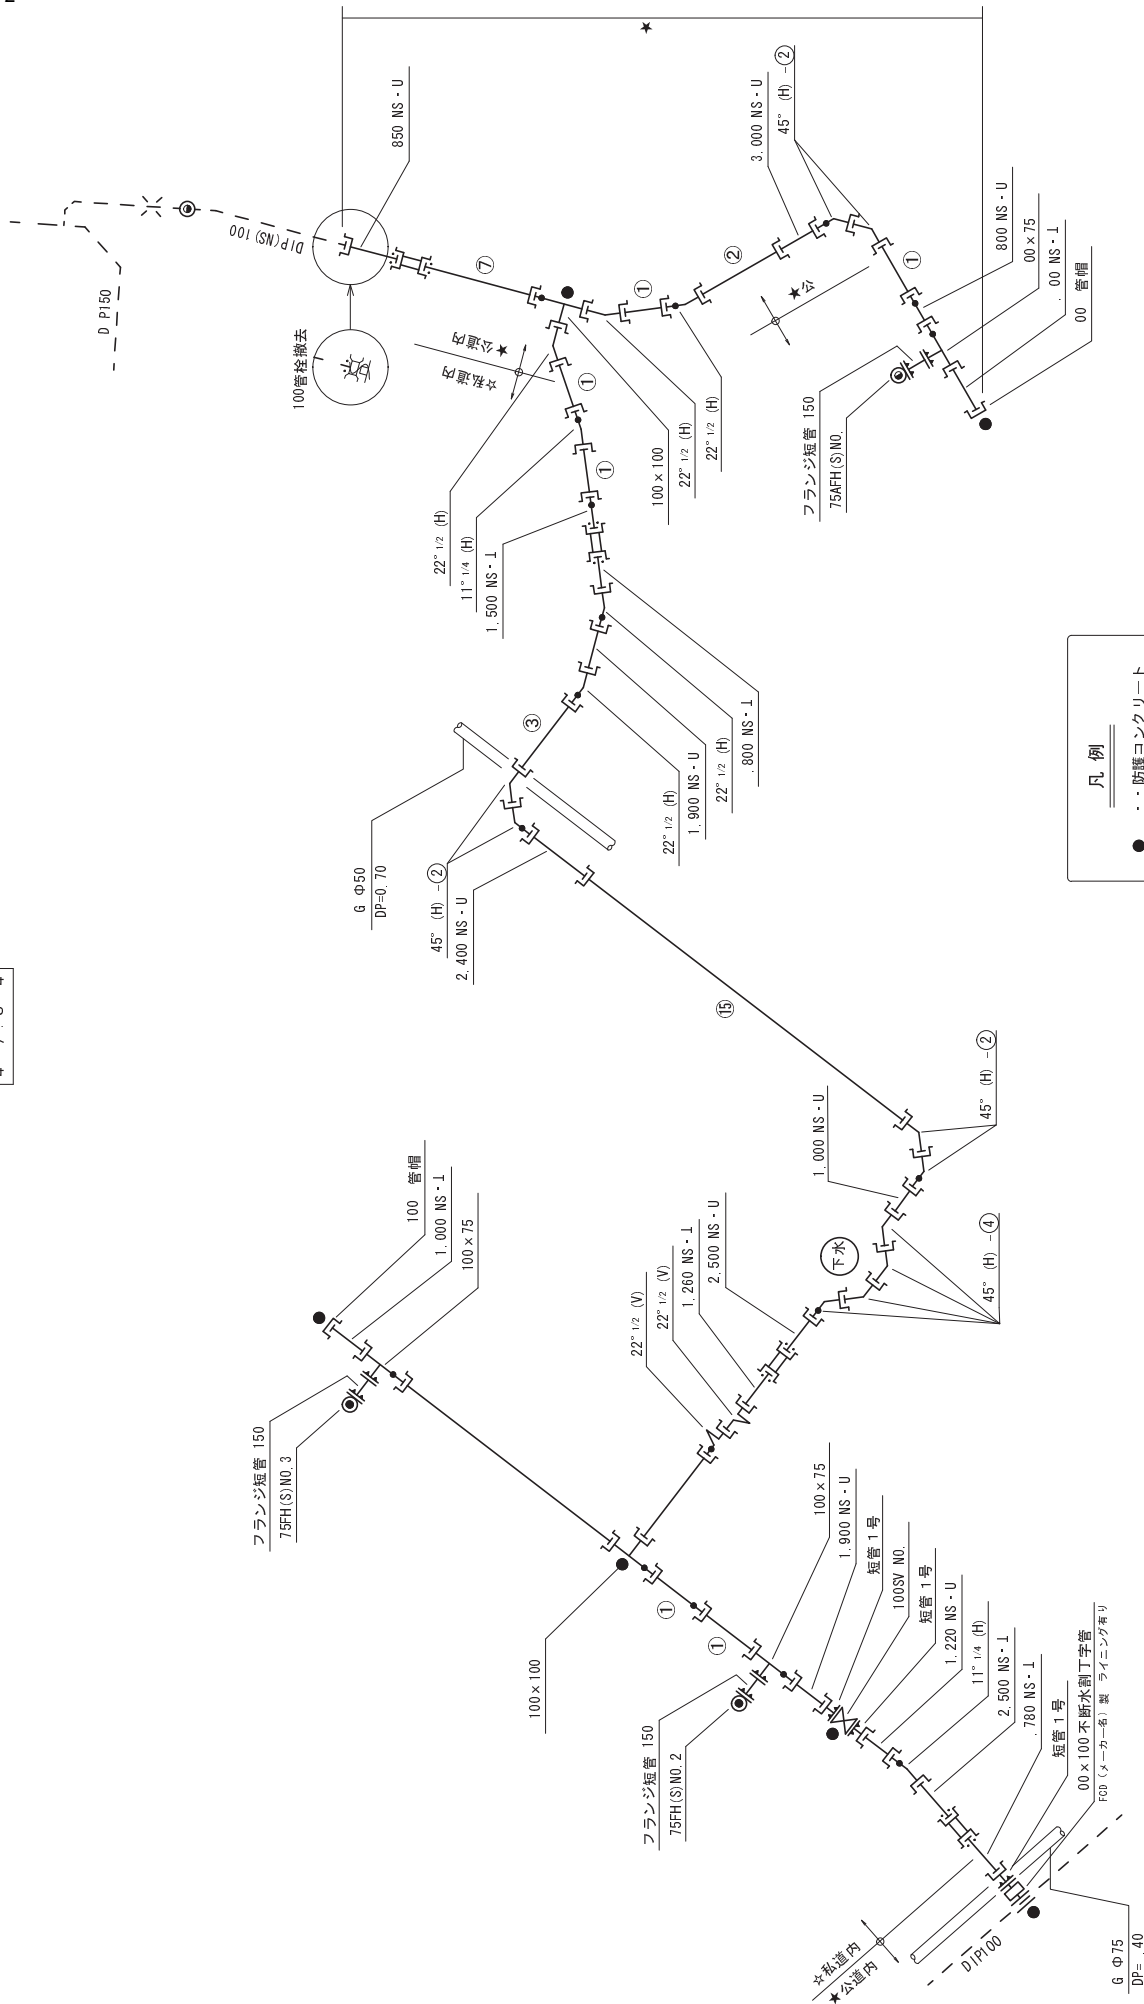 D P150
DIP(NS)100
100管栓撤去
850 NS - U
★
⑦
★公道内
☆私道内
①
22° 1/2 (H)
11° 1/4 (H)
1.500 NS - ⊥
①
①
100×100
22° 1/2 (H)
22° 1/2 (H)
②
3.000 NS - U
45° (H) -②
★公
①
800 NS - U
00×75
. 00 NS-⊥
00 管帽
フランジ短管 150
75AFH(S)NO.
22° 1/2 (H)
1.900 NS - U
22° 1/2 (H)
.800 NS - ⊥
③
G Φ50
DP=0.70
45° (H) -②
2.400 NS - U
⑮
凡 例
● ・・防護コンクリート
45° (H) -②
1.000 NS - U
下水
45° (H) -④
100 管帽
1.000 NS - ⊥
100×75
フランジ短管 150
75FH(S)NO.3
22° 1/2 (V)
22° 1/2 (V)
1.260 NS - ⊥
2.500 NS - U
100×100
①
①
フランジ短管 150
75FH(S)NO.2
100×75
1.900 NS - U
短管1号
100SV NO.
短管1号
1.220 NS - U
11° 1/4 (H)
2.500 NS - ⊥
.780 NS - ⊥
短管1号
00×100不断水割丁字管
FCD (メーカー名) 製 ライニング有り
☆私道内
★公道内
DIP100
G Φ75
DP= .40